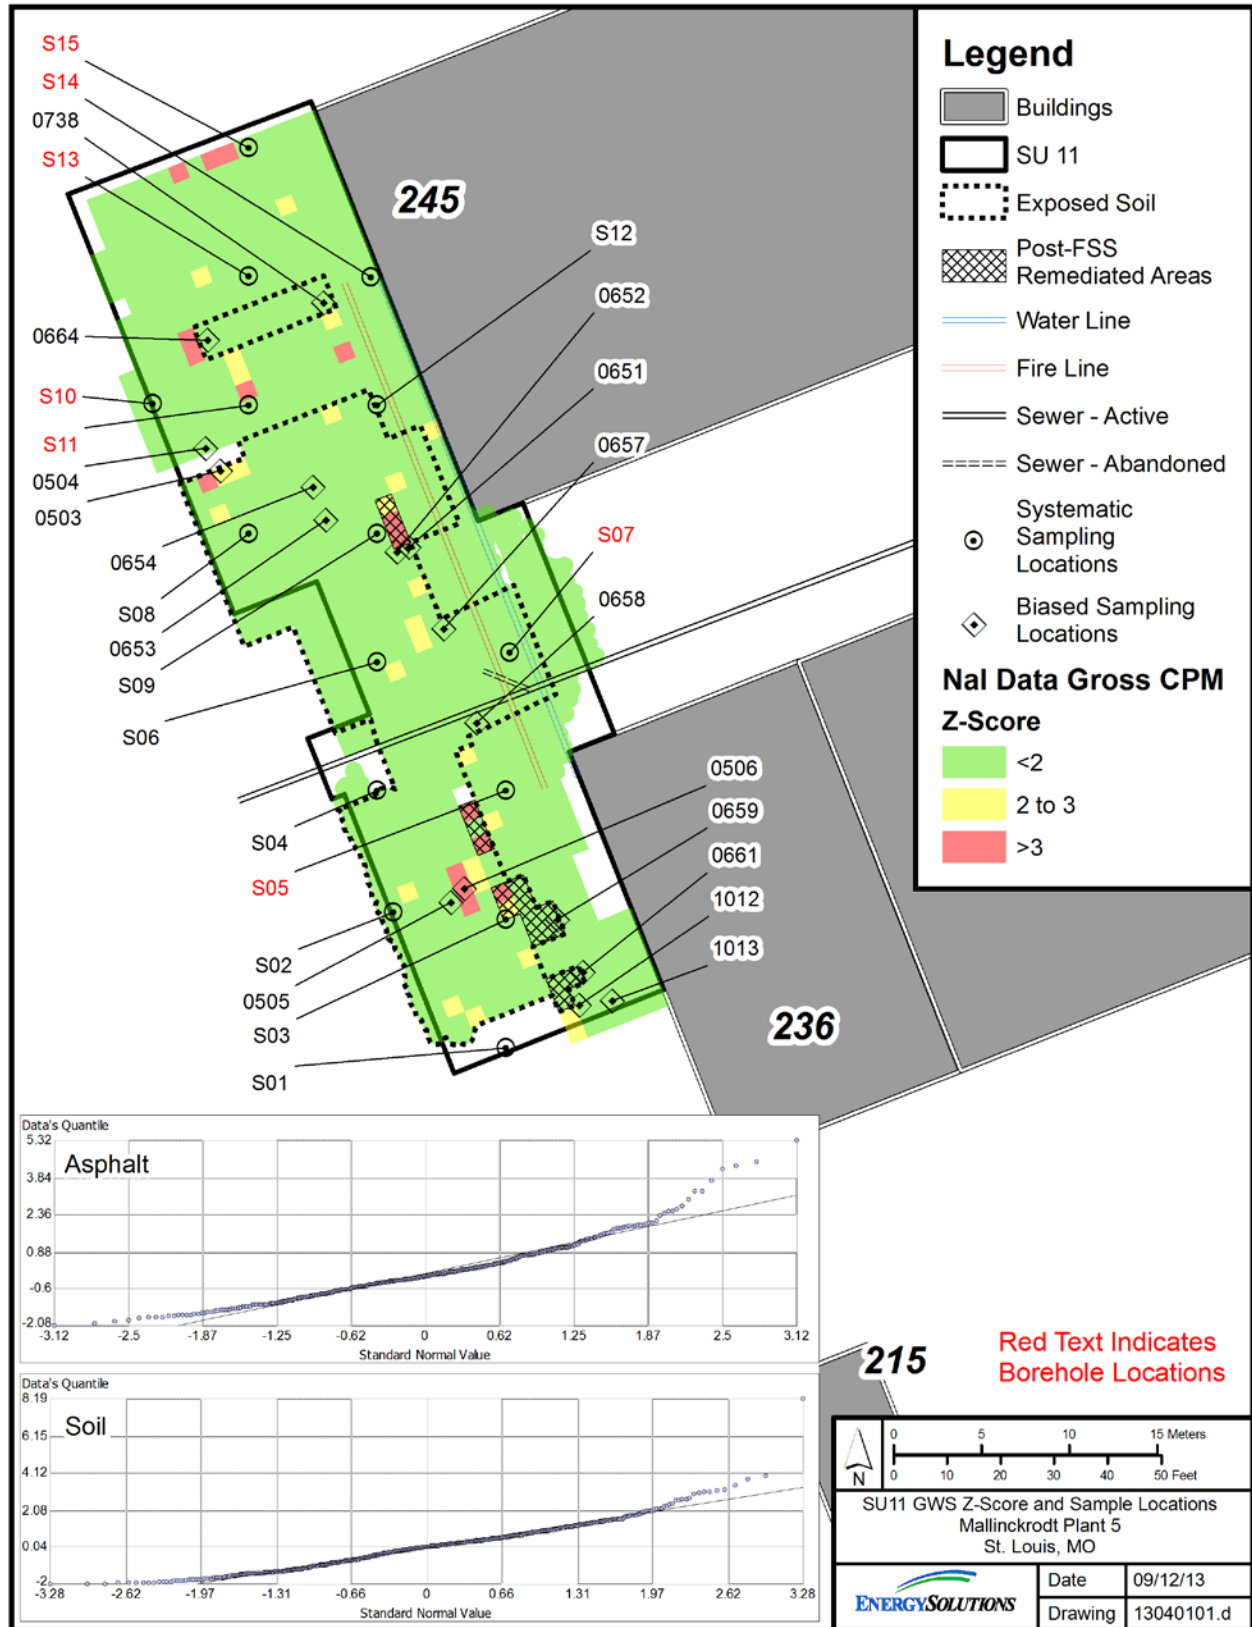 S15
S14
0738
S13
0664
S10
S11
0504
0503
0654
S08
0653
S09
S06
S04
S05
S02
0505
S03
S01
245
S12
0652
0651
0657
S07
0658
0506
0659
0661
1012
1013
236
215
Legend
Buildings
SU 11
Exposed Soil
Post-FSS
Remediated Areas
Water Line
Fire Line
Sewer - Active
Sewer - Abandoned
Systematic
Sampling
Locations
Biased Sampling
Locations
NaI Data Gross CPM
Z-Score
<2
2 to 3
>3
Data's Quantile
5.32
3.84
2.36
0.88
-0.6
-2.08
Asphalt
-3.12 -2.5 -1.87 -1.25 -0.62 0 0.62 1.25 1.87 2.5 3.12
Standard Normal Value
Data's Quantile
8.19
6.15
4.12
2.08
0.04
-2
Soil
-3.28 -2.62 -1.97 -1.31 -0.66 0 0.66 1.31 1.97 2.62 3.28
Standard Normal Value
Red Text Indicates
Borehole Locations
N
0 5 10 15 Meters
0 10 20 30 40 50 Feet
SU11 GWS Z-Score and Sample Locations
Mallinckrodt Plant 5
St. Louis, MO
ENERGYSOLUTIONS
Date 09/12/13
Drawing 13040101.d